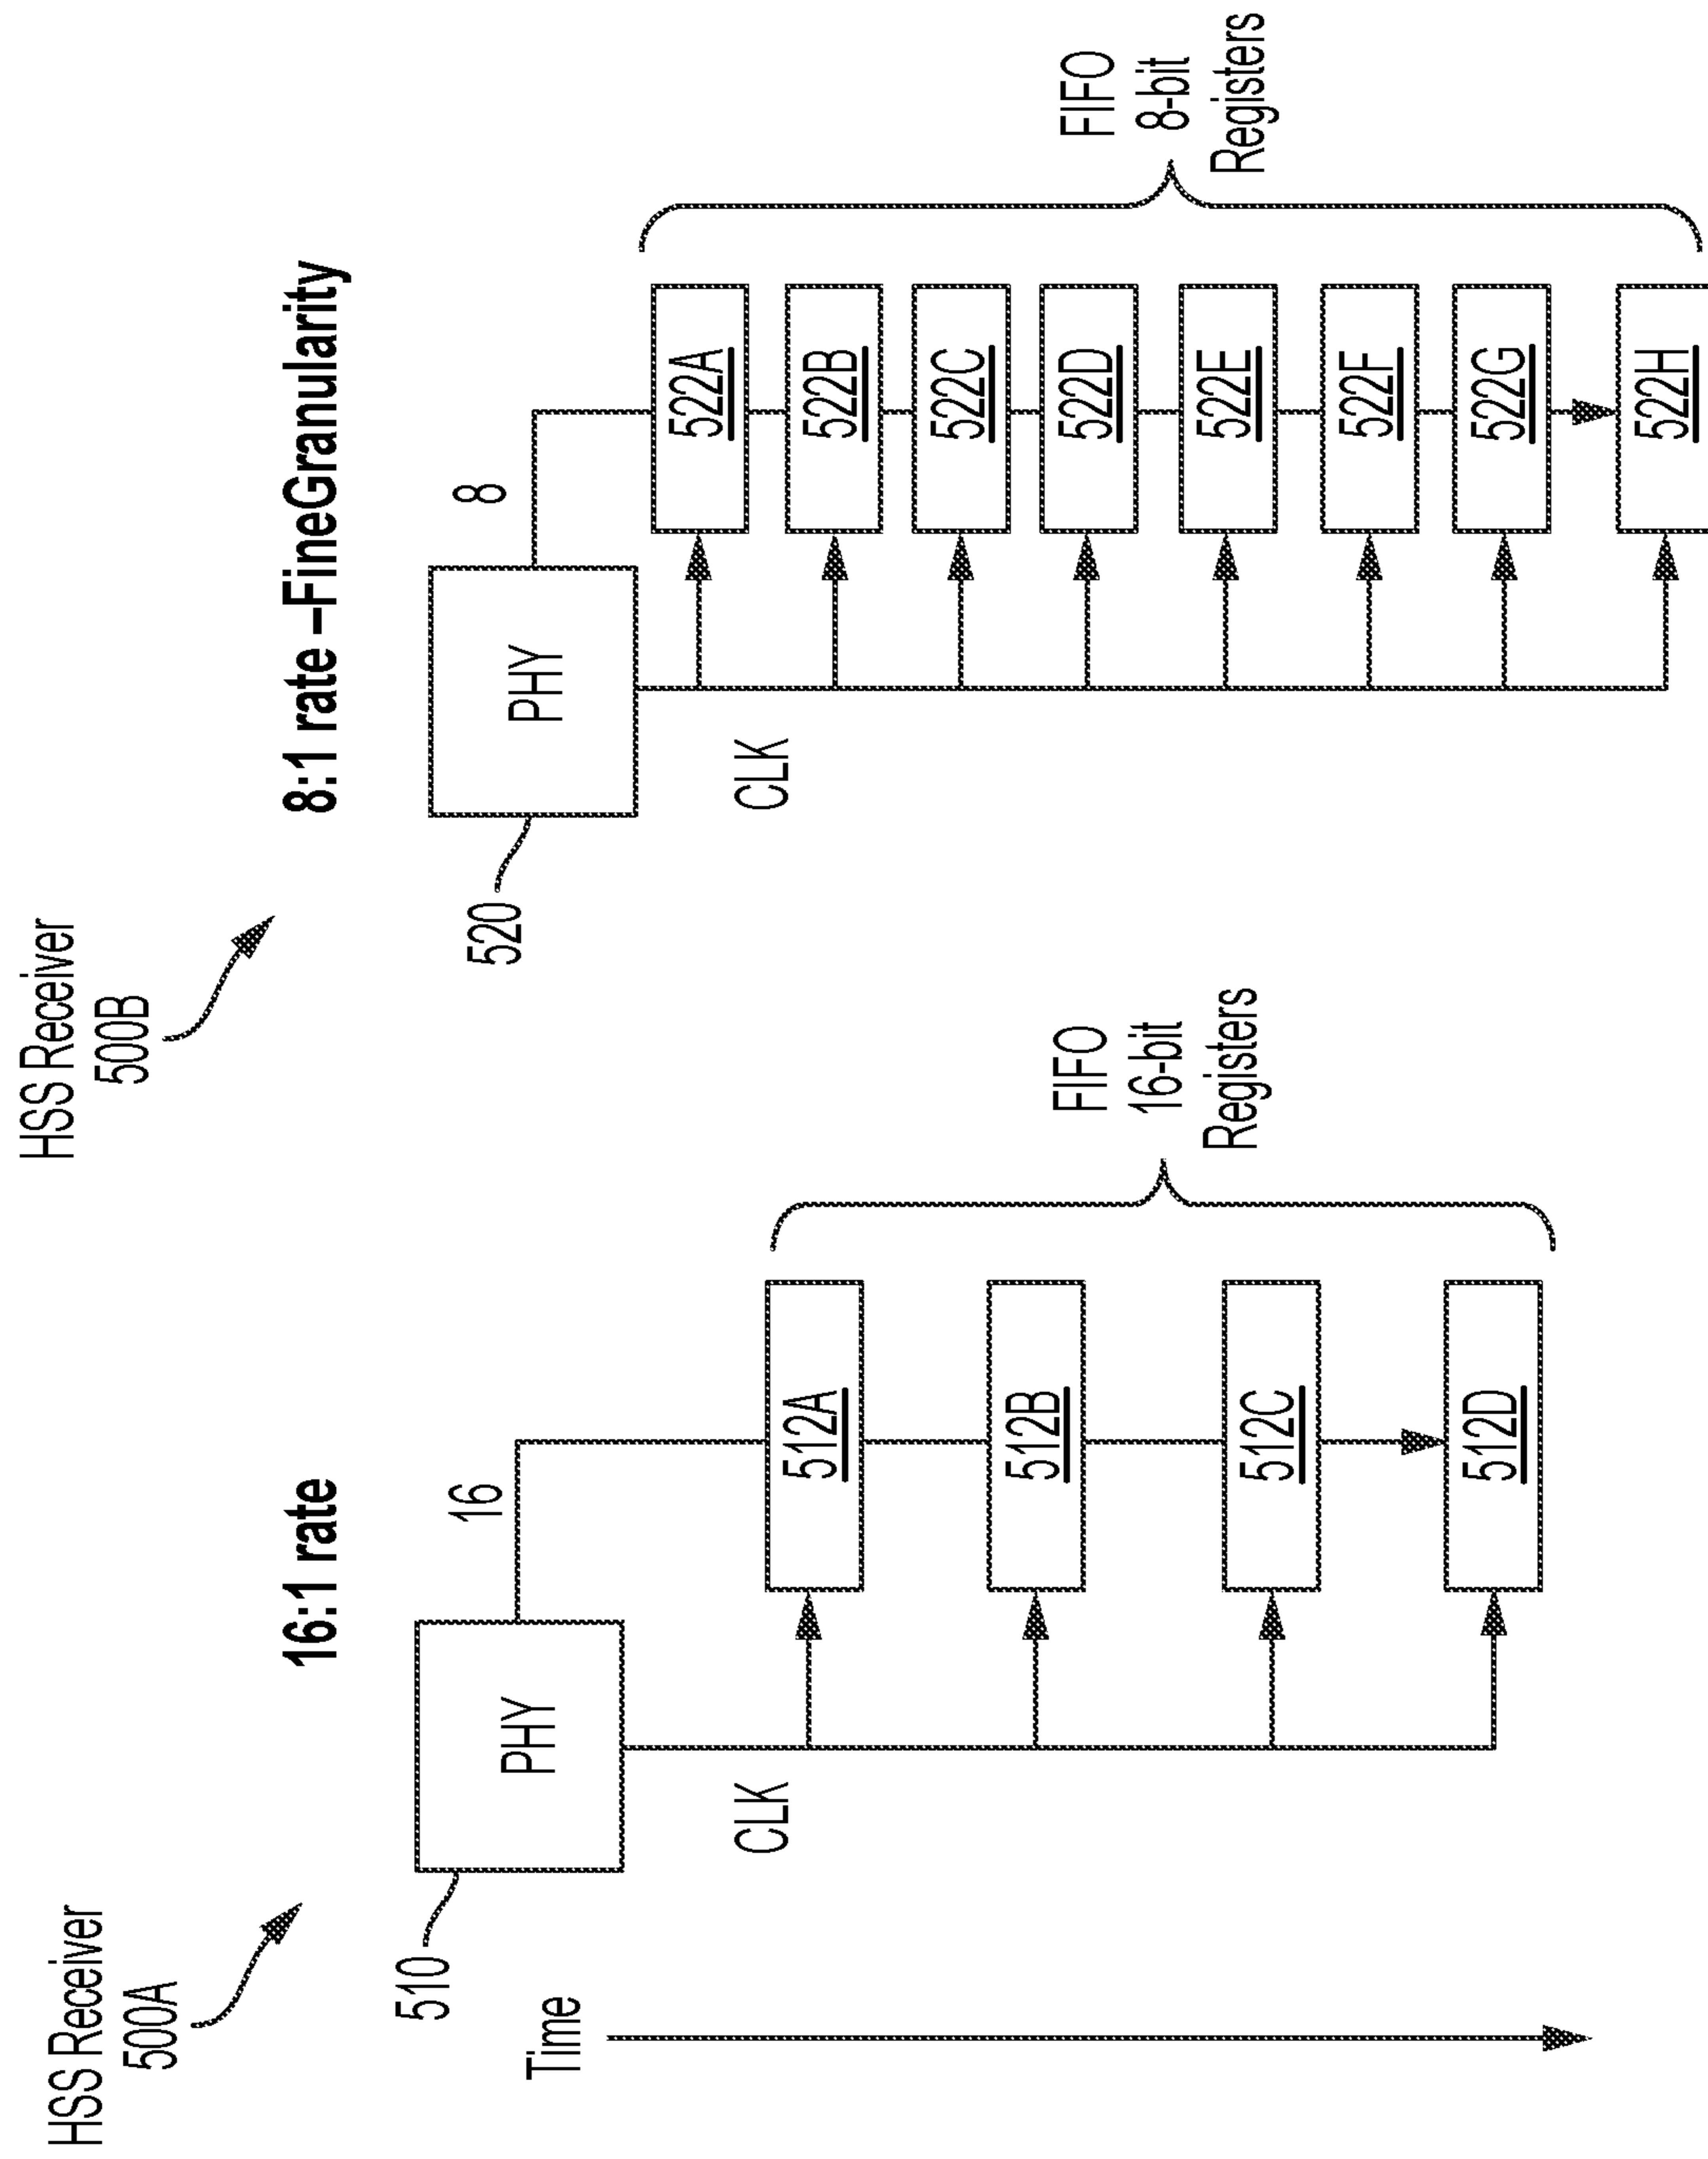 HSS Receiver
500A
16:1 rate
510
PHY
16
CLK
Time
512A
512B
512C
512D
FIFO
16-bit
Registers
HSS Receiver
500B
8:1 rate –FineGranularity
520
PHY
8
CLK
522A
522B
522C
522D
522E
522F
522G
522H
FIFO
8-bit
Registers